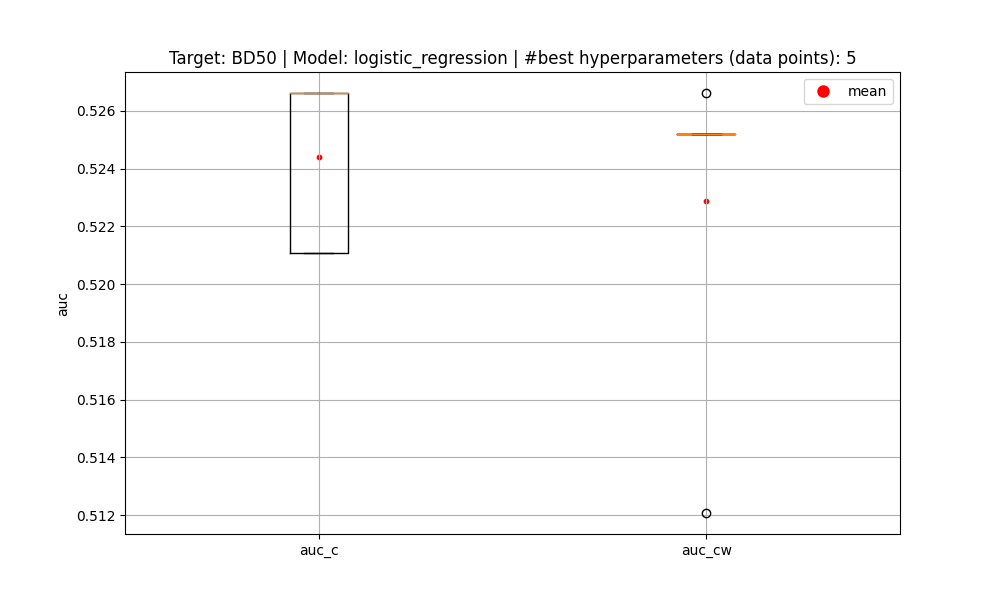 Target: BD50 | Model: logistic_regression | #best hyperparameters (data points): 5
mean
0.526
0.524
0.522
0.520
0.518
0.516
0.514
0.512
auc
auc_c
auc_cw